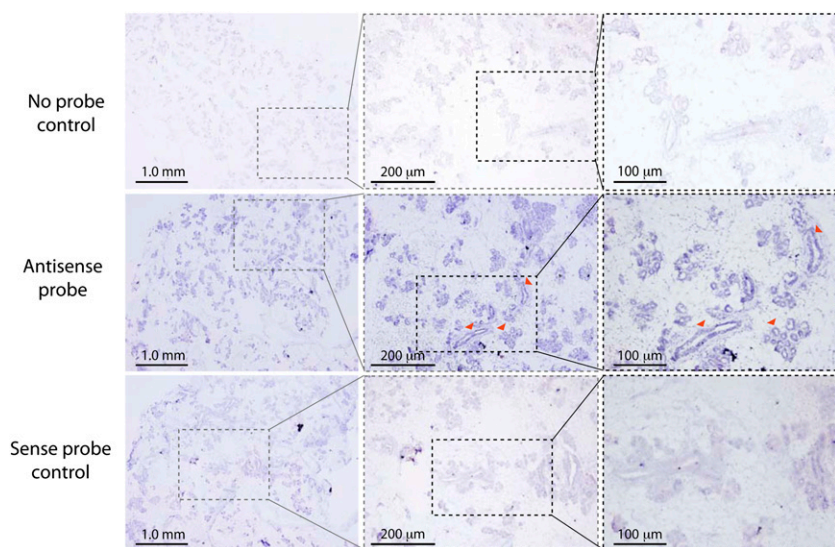 No probe
control
1.0 mm
200 μm
100 μm
Antisense
probe
1.0 mm
200 μm
100 μm
Sense probe
control
1.0 mm
200 μm
100 μm